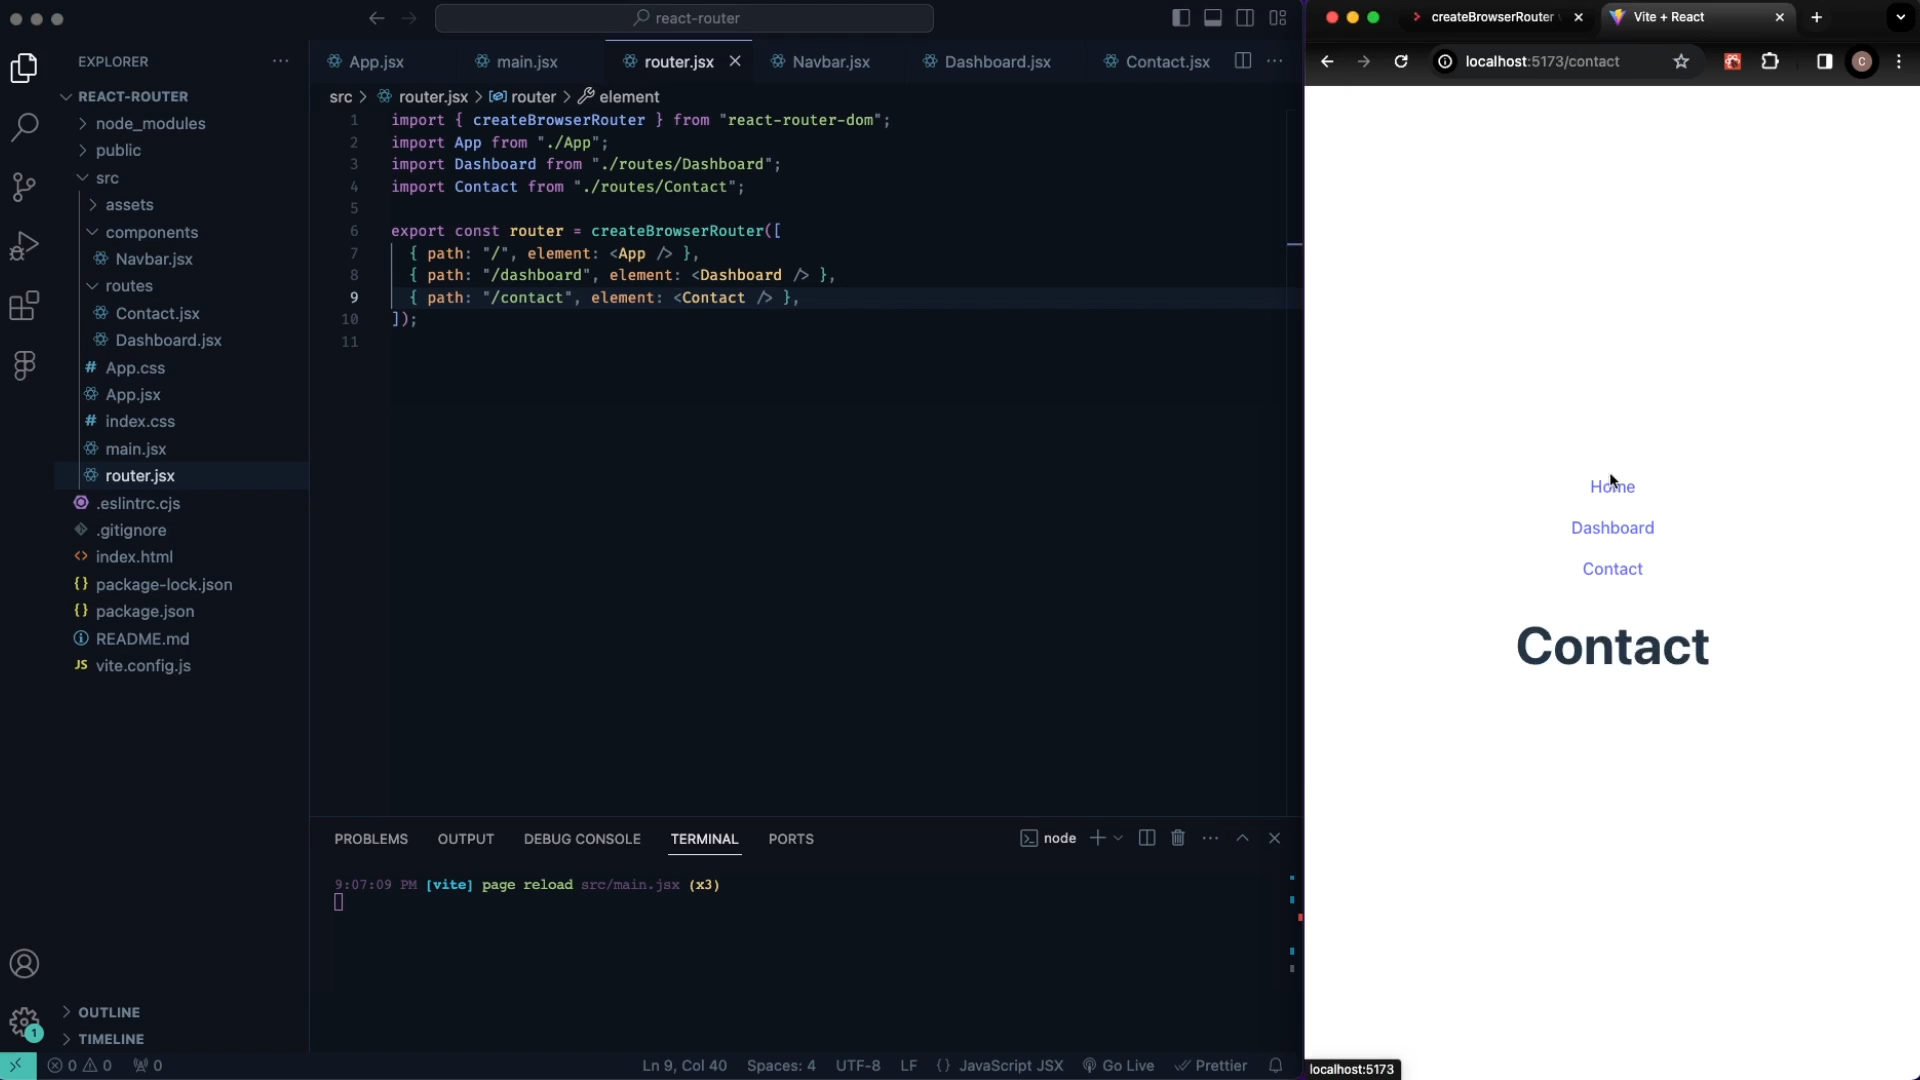 react-router
EXPLORER
REACT-ROUTER
node_modules
public
src
assets
components
Navbar.jsx
routes
Contact.jsx
Dashboard.jsx
# App.css
App.jsx
# index.css
main.jsx
router.jsx
.eslintrc.cjs
.gitignore
<> index.html
{} package-lock.json
{} package.json
README.md
JS vite.config.js
OUTLINE
TIMELINE
1
App.jsx
main.jsx
router.jsx
Navbar.jsx
Dashboard.jsx
Contact.jsx
src > router.jsx > router > element
1 import { createBrowserRouter } from "react-router-dom";
2 import App from "./App";
3 import Dashboard from "./routes/Dashboard";
4 import Contact from "./routes/Contact";
5
6 export const router = createBrowserRouter([
7 { path: "/", element: <App /> },
8 { path: "/dashboard", element: <Dashboard /> },
9 { path: "/contact", element: <Contact /> },
10 ]);
11
PROBLEMS OUTPUT DEBUG CONSOLE TERMINAL PORTS
node
9:07:09 PM [vite] page reload src/main.jsx (x3)
0 0 0
Ln 9, Col 40 Spaces: 4 UTF-8 LF {} JavaScript JSX Go Live Prettier
createBrowserRouter
Vite + React
localhost:5173/contact
C
Home
Dashboard
Contact
Contact
localhost:5173